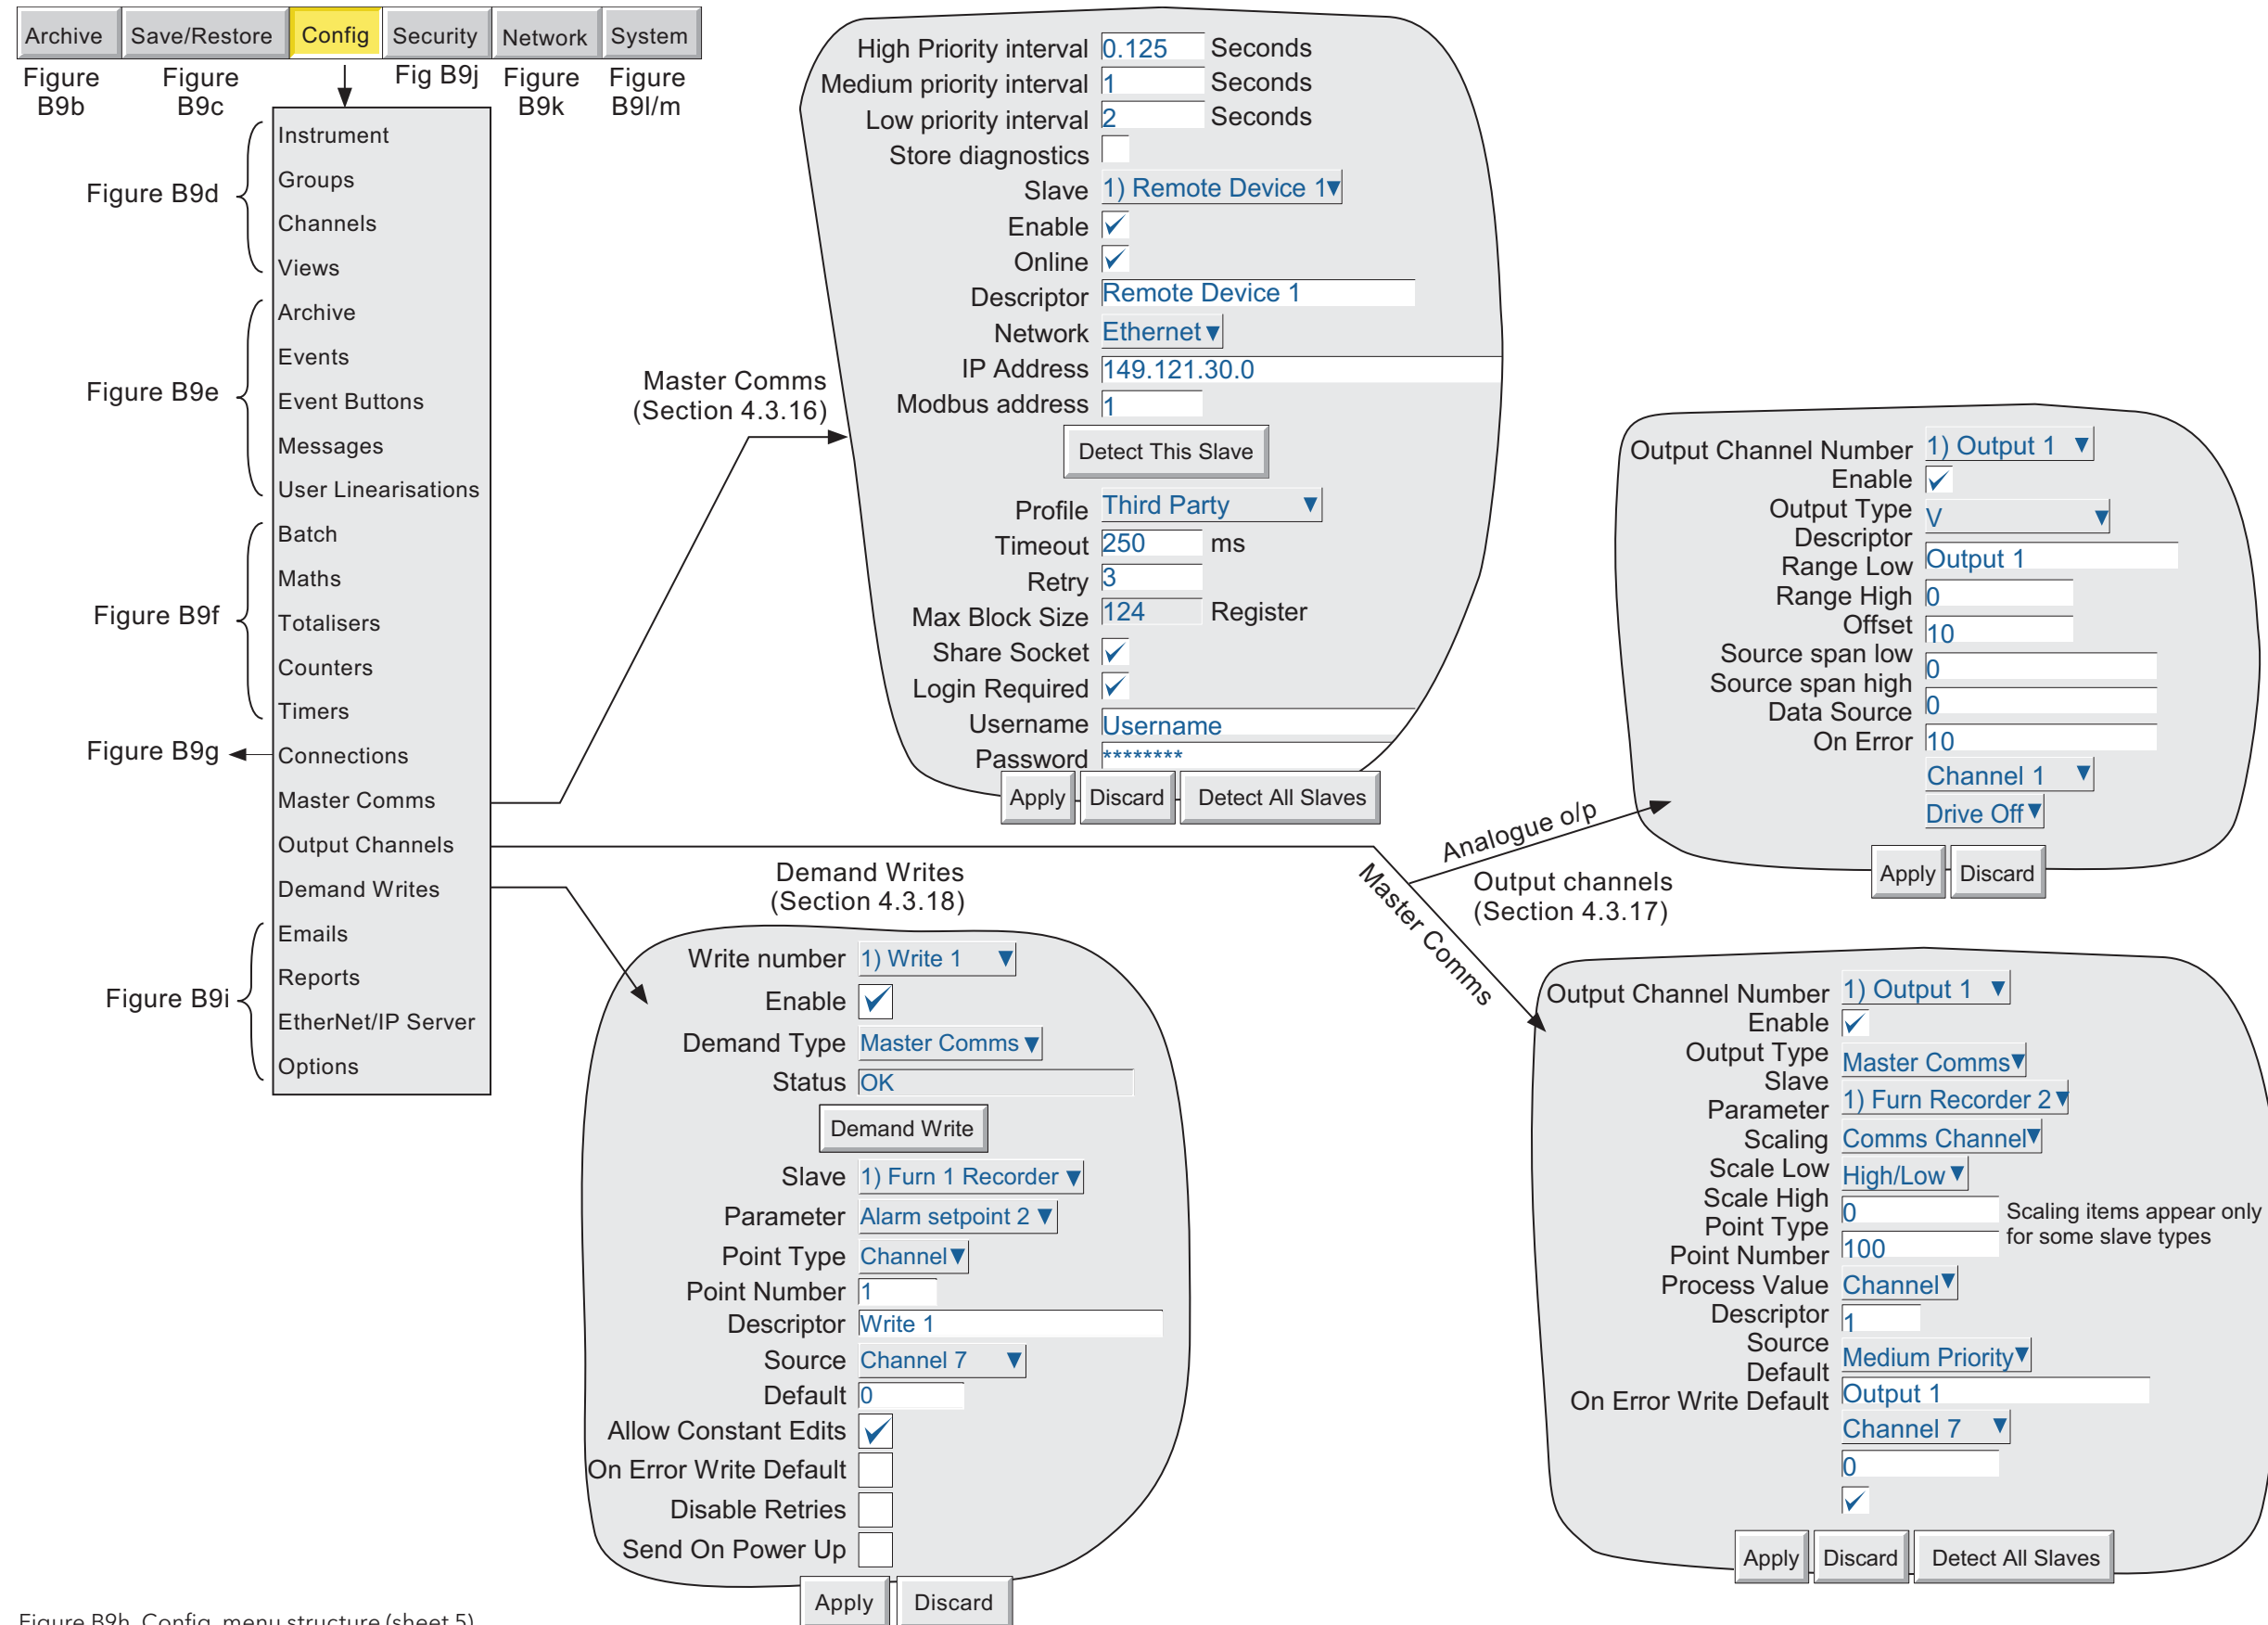 Archive Save/Restore Config Security Network System
Figure B9b
Figure B9c
Fig B9j
Figure B9k
Figure B9l/m
Instrument
Groups
Channels
Views
Archive
Events
Event Buttons
Messages
User Linearisations
Batch
Maths
Totalisers
Counters
Timers
Connections
Master Comms
Output Channels
Demand Writes
Emails
Reports
EtherNet/IP Server
Options
Figure B9d
Figure B9e
Figure B9f
Figure B9g
Figure B9i
Master Comms
(Section 4.3.16)
High Priority interval 0.125 Seconds
Medium priority interval 1 Seconds
Low priority interval 2 Seconds
Store diagnostics
Slave 1) Remote Device 1
Enable
Online
Descriptor Remote Device 1
Network Ethernet
IP Address 149.121.30.0
Modbus address 1
Detect This Slave
Profile Third Party
Timeout 250 ms
Retry 3
Max Block Size 124 Register
Share Socket
Login Required
Username Username
Password ********
Apply Discard Detect All Slaves
Demand Writes
(Section 4.3.18)
Write number 1) Write 1
Enable
Demand Type Master Comms
Status OK
Demand Write
Slave 1) Furn 1 Recorder
Parameter Alarm setpoint 2
Point Type Channel
Point Number 1
Descriptor Write 1
Source Channel 7
Default 0
Allow Constant Edits
On Error Write Default
Disable Retries
Send On Power Up
Apply Discard
Analogue o/p
Master Comms
Output channels
(Section 4.3.17)
Output Channel Number 1) Output 1
Enable
Output Type V
Descriptor
Range Low Output 1
Range High 0
Offset 10
Source span low 0
Source span high 0
Data Source
On Error 10
Channel 1
Drive Off
Apply Discard
Output Channel Number 1) Output 1
Enable
Output Type Master Comms
Slave
Parameter 1) Furn Recorder 2
Scaling Comms Channel
Scale Low High/Low
Scale High 0
Scaling items appear only
for some slave types
Point Type
Point Number 100
Process Value Channel
Descriptor 1
Source Medium Priority
Default
On Error Write Default Output 1
Channel 7
0
Apply Discard Detect All Slaves
Figure B9h Config. menu structure (sheet 5)